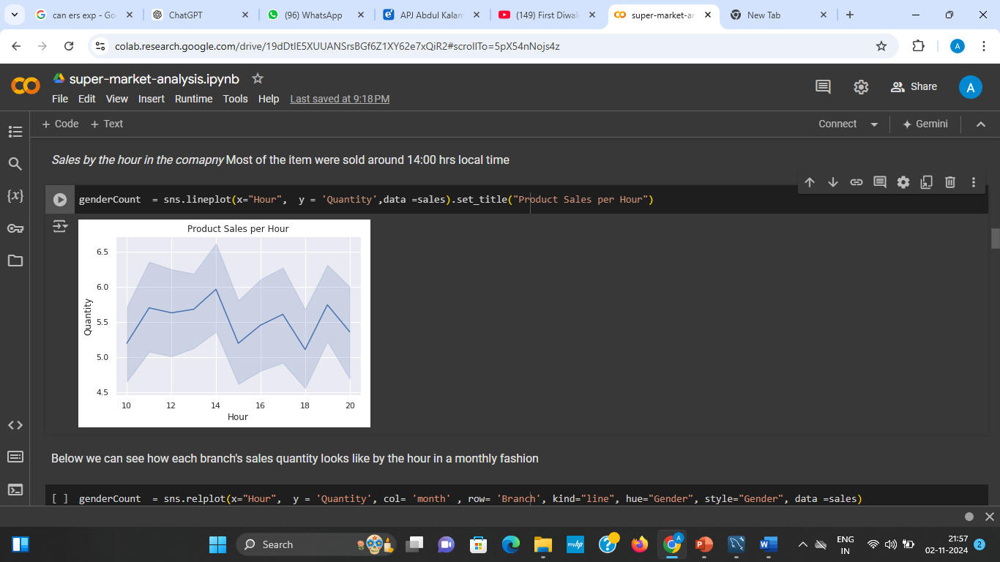 can ers exp - Go
ChatGPT
(96) WhatsApp
APJ Abdul Kalam
(149) First Diwali
super-market-an
New Tab
colab.research.google.com/drive/19dDtlE5XUUANSrsBGf6Z1XY62e7xQiR2#scrollTo=5pX54nNojs4z
A
super-market-analysis.ipynb
File Edit View Insert Runtime Tools Help Last saved at 9:18 PM
Share
A
+ Code + Text
Connect
Gemini
Sales by the hour in the comapny Most of the item were sold around 14:00 hrs local time
genderCount = sns.lineplot(x="Hour", y = 'Quantity',data =sales).set_title("Product Sales per Hour")
Product Sales per Hour
6.5
6.0
5.5
5.0
4.5
Quantity
10 12 14 16 18 20
Hour
Below we can see how each branch's sales quantity looks like by the hour in a monthly fashion
[ ] genderCount = sns.relplot(x="Hour", y = 'Quantity', col= 'month' , row= 'Branch', kind="line", hue="Gender", style="Gender", data =sales)
Search
myhp
ENG
IN
21:57
02-11-2024
2